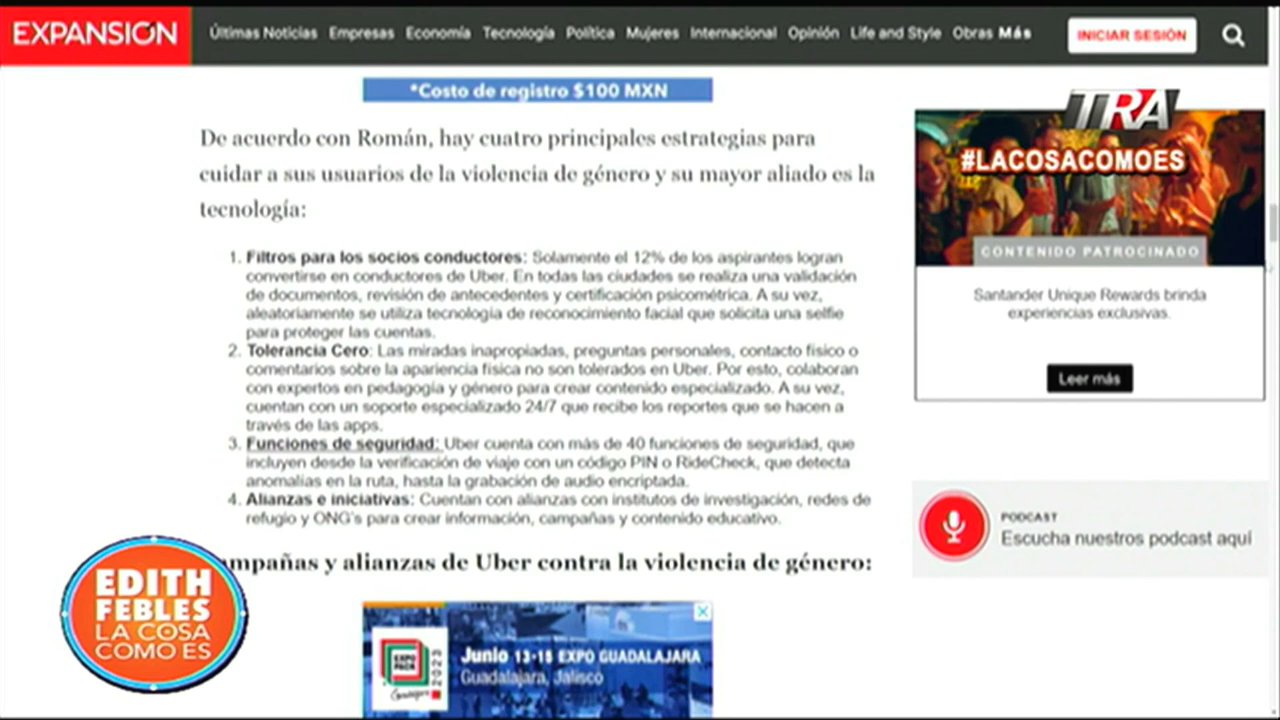 EXPANSIÓN
Últimas Noticias Empresas Economía Tecnología Política Mujeres Internacional Opinión Life and Style Obras Más
INICIAR SESIÓN
*Costo de registro $100 MXN
De acuerdo con Román, hay cuatro principales estrategias para
cuidar a sus usuarios de la violencia de género y su mayor aliado es la
tecnología:
1. Filtros para los socios conductores: Solamente el 12% de los aspirantes logran
convertirse en conductores de Uber. En todas las ciudades se realiza una validación
de documentos, revisión de antecedentes y certificación psicométrica. A su vez,
aleatoriamente se utiliza tecnología de reconocimiento facial que solicita una selfie
para proteger las cuentas.
2. Tolerancia Cero: Las miradas inapropiadas, preguntas personales, contacto físico o
comentarios sobre la apariencia física no son tolerados en Uber. Por esto, colaboran
con expertos en pedagogía y género para crear contenido especializado. A su vez,
cuentan con un soporte especializado 24/7 que recibe los reportes que se hacen a
través de las apps.
3. Funciones de seguridad: Uber cuenta con más de 40 funciones de seguridad, que
incluyen desde la verificación de viaje con un código PIN o RideCheck, que detecta
anomalías en la ruta, hasta la grabación de audio encriptada.
4. Alianzas e iniciativas: Cuentan con alianzas con institutos de investigación, redes de
refugio y ONG's para crear información, campañas y contenido educativo.
mpañas y alianzas de Uber contra la violencia de género:
EXPO
PACK
Guadalajara
2023
Junio 13-15 EXPO GUADALAJARA
Guadalajara, Jalisco
TRA
#LACOSACOMOES
CONTENIDO PATROCINADO
Santander Unique Rewards brinda
experiencias exclusivas.
Leer más
PODCAST
Escucha nuestros podcast aquí
EDITH
FEBLES
LA COSA
COMO ES